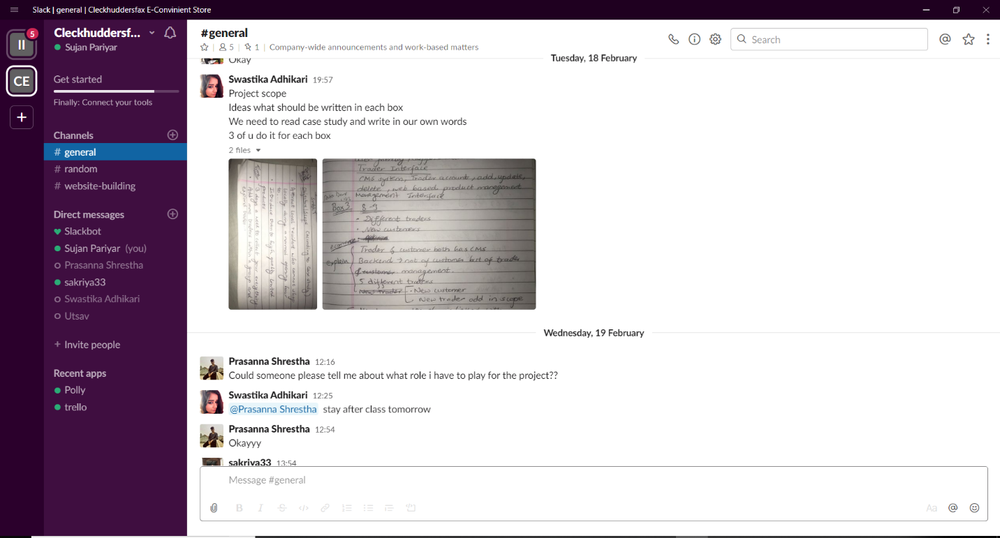 Slack | general | Cleckhuddersfax E-Convinient Store
II
5
CE
+
Cleckhuddersf...
Sujan Pariyar
Get started
Finally: Connect your tools
Channels
# general
# random
# website-building
Direct messages
Slackbot
Sujan Pariyar (you)
Prasanna Shrestha
sakriya33
Swastika Adhikari
Utsav
+ Invite people
Recent apps
Polly
trello
#general
5 | 1 | Company-wide announcements and work-based matters
Search
@
Tuesday, 18 February
Okay
Swastika Adhikari 19:57
Project scope
Ideas what should be written in each box
We need to read case study and write in our own words
3 of u do it for each box
2 files
Trader Interface
CMS system, Trader account, add, update,
delete, web based product management
Management Interface
Box 3 8-9
• Different traders
• New customers
explain
Trader & customer both has CMS
Backend → not of customer but of trader
management.
5 different traders
New trader • New customer
New trader add in scope
Wednesday, 19 February
Prasanna Shrestha 12:16
Could someone please tell me about what role i have to play for the project??
Swastika Adhikari 12:25
@Prasanna Shrestha stay after class tomorrow
Prasanna Shrestha 12:54
Okayyy
sakriya33 13:54
Message #general
B I S </>
Aa @